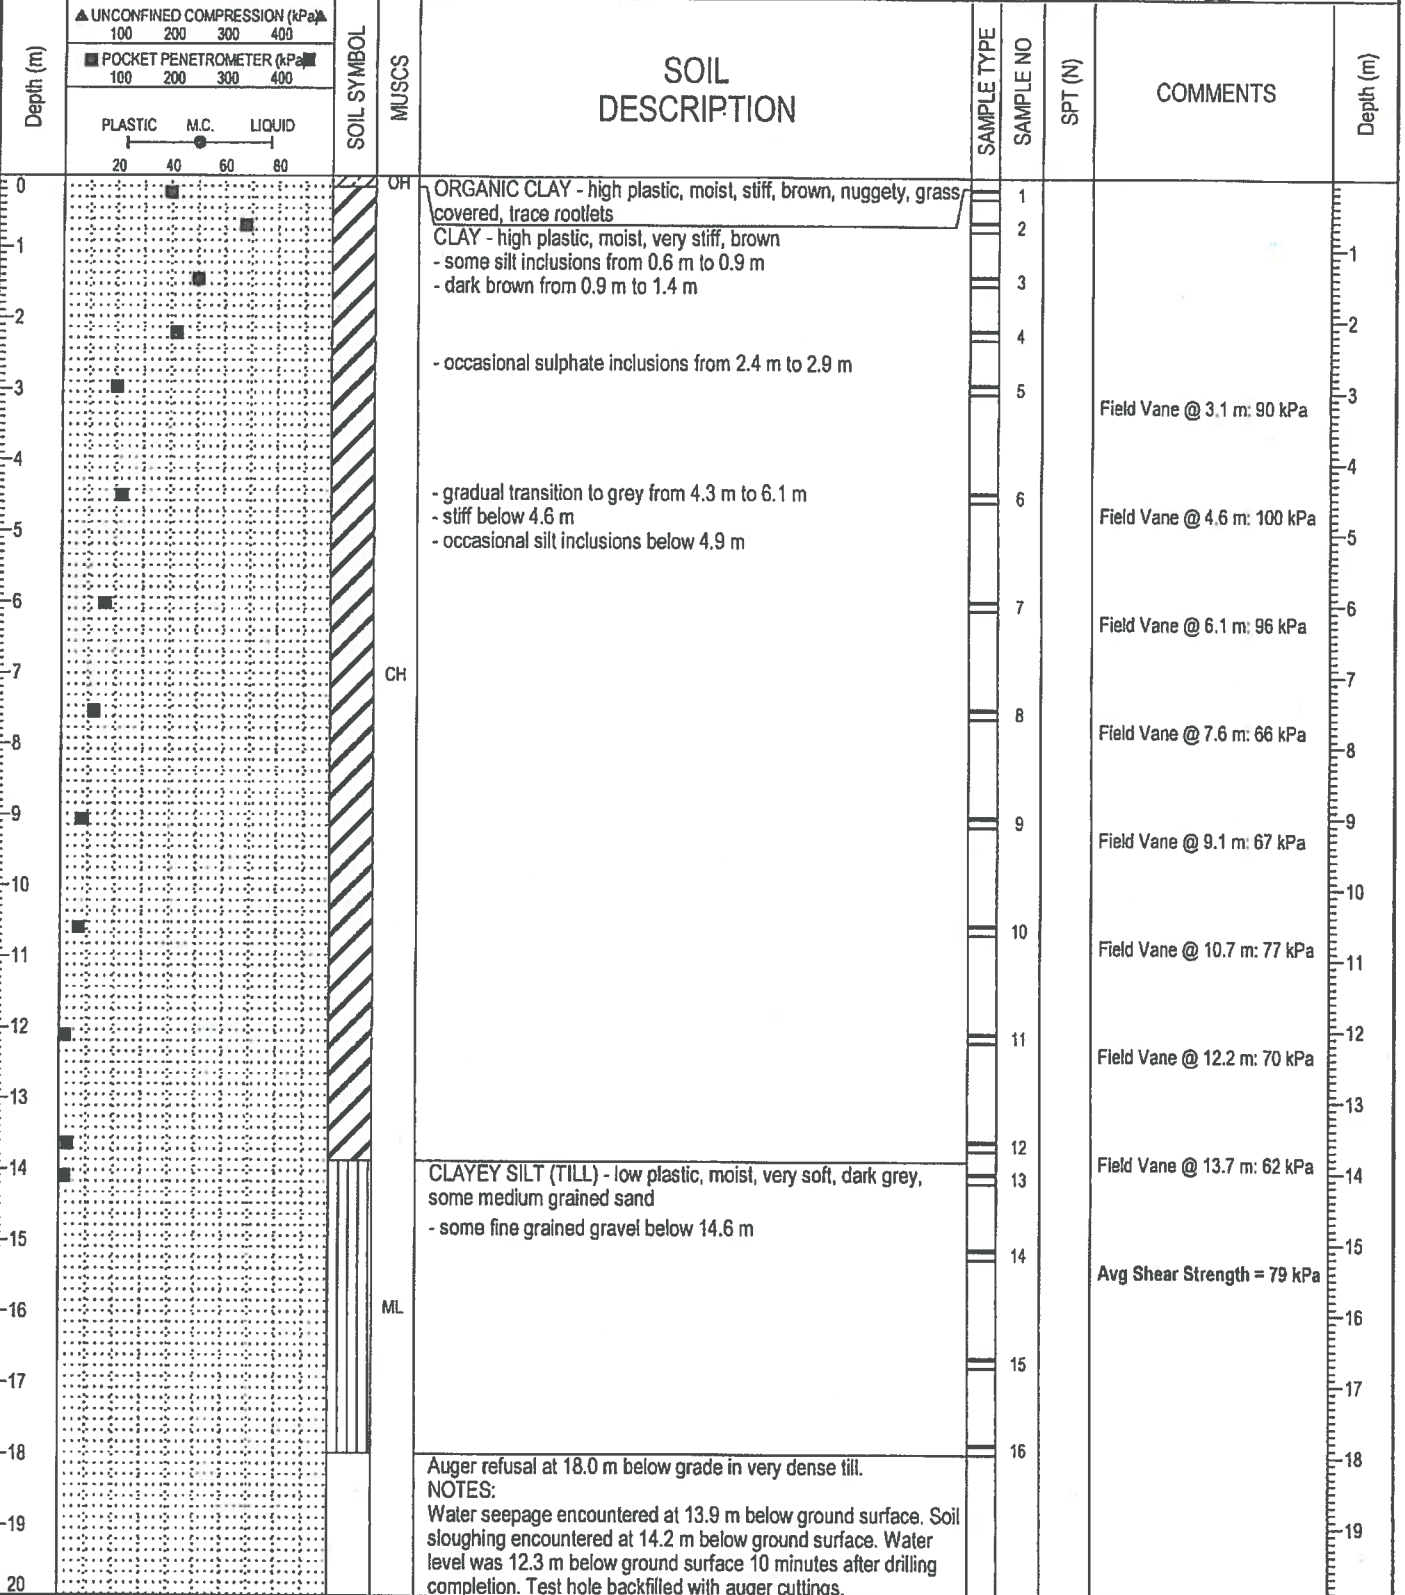 ▲ UNCONFINED COMPRESSION (kPa)▲
100 200 300 400
■ POCKET PENETROMETER (kPa)■
100 200 300 400
PLASTIC M.C. LIQUID
20 40 60 80
Depth (m)
SOIL SYMBOL
MUSCS
SOIL
DESCRIPTION
SAMPLE TYPE
SAMPLE NO
SPT (N)
COMMENTS
Depth (m)
0
1
2
3
4
5
6
7
8
9
10
11
12
13
14
15
16
17
18
19
20
OH
CH
ML
ORGANIC CLAY - high plastic, moist, stiff, brown, nuggety, grass
covered, trace rootlets
CLAY - high plastic, moist, very stiff, brown
- some silt inclusions from 0.6 m to 0.9 m
- dark brown from 0.9 m to 1.4 m
- occasional sulphate inclusions from 2.4 m to 2.9 m
- gradual transition to grey from 4.3 m to 6.1 m
- stiff below 4.6 m
- occasional silt inclusions below 4.9 m
CLAYEY SILT (TILL) - low plastic, moist, very soft, dark grey,
some medium grained sand
- some fine grained gravel below 14.6 m
Auger refusal at 18.0 m below grade in very dense till.
NOTES:
Water seepage encountered at 13.9 m below ground surface. Soil
sloughing encountered at 14.2 m below ground surface. Water
level was 12.3 m below ground surface 10 minutes after drilling
completion. Test hole backfilled with auger cuttings.
1
2
3
4
5
6
7
8
9
10
11
12
13
14
15
16
Field Vane @ 3.1 m: 90 kPa
Field Vane @ 4.6 m: 100 kPa
Field Vane @ 6.1 m: 96 kPa
Field Vane @ 7.6 m: 66 kPa
Field Vane @ 9.1 m: 67 kPa
Field Vane @ 10.7 m: 77 kPa
Field Vane @ 12.2 m: 70 kPa
Field Vane @ 13.7 m: 62 kPa
Avg Shear Strength = 79 kPa
1
2
3
4
5
6
7
8
9
10
11
12
13
14
15
16
17
18
19